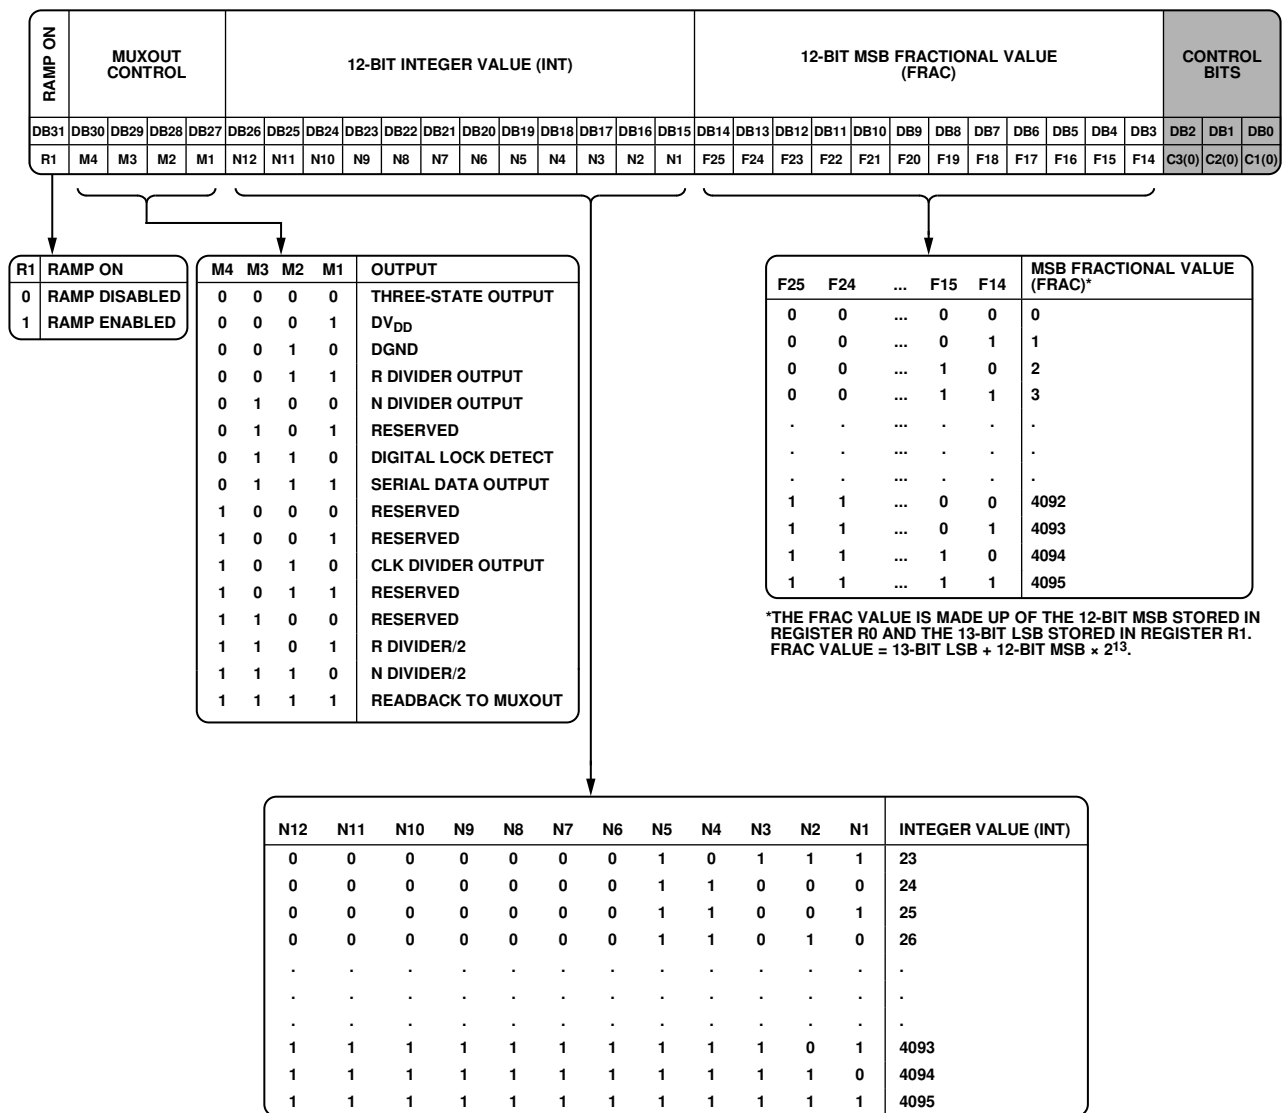 RAMP ON
MUXOUT
CONTROL
12-BIT INTEGER VALUE (INT)
12-BIT MSB FRACTIONAL VALUE
(FRAC)
CONTROL
BITS
DB31 DB30 DB29 DB28 DB27 DB26 DB25 DB24 DB23 DB22 DB21 DB20 DB19 DB18 DB17 DB16 DB15 DB14 DB13 DB12 DB11 DB10 DB9 DB8 DB7 DB6 DB5 DB4 DB3 DB2 DB1 DB0
R1 M4 M3 M2 M1 N12 N11 N10 N9 N8 N7 N6 N5 N4 N3 N2 N1 F25 F24 F23 F22 F21 F20 F19 F18 F17 F16 F15 F14 C3(0) C2(0) C1(0)
R1 RAMP ON
0 RAMP DISABLED
1 RAMP ENABLED
M4 M3 M2 M1 OUTPUT
0 0 0 0 THREE-STATE OUTPUT
0 0 0 1 DVDD
0 0 1 0 DGND
0 0 1 1 R DIVIDER OUTPUT
0 1 0 0 N DIVIDER OUTPUT
0 1 0 1 RESERVED
0 1 1 0 DIGITAL LOCK DETECT
0 1 1 1 SERIAL DATA OUTPUT
1 0 0 0 RESERVED
1 0 0 1 RESERVED
1 0 1 0 CLK DIVIDER OUTPUT
1 0 1 1 RESERVED
1 1 0 0 RESERVED
1 1 0 1 R DIVIDER/2
1 1 1 0 N DIVIDER/2
1 1 1 1 READBACK TO MUXOUT
F25 F24 ... F15 F14 MSB FRACTIONAL VALUE
(FRAC)*
0 0 ... 0 0 0
0 0 ... 0 1 1
0 0 ... 1 0 2
0 0 ... 1 1 3
. . ... . . .
. . ... . . .
. . ... . . .
1 1 ... 0 0 4092
1 1 ... 0 1 4093
1 1 ... 1 0 4094
1 1 ... 1 1 4095
*THE FRAC VALUE IS MADE UP OF THE 12-BIT MSB STORED IN
REGISTER R0 AND THE 13-BIT LSB STORED IN REGISTER R1.
FRAC VALUE = 13-BIT LSB + 12-BIT MSB × 2¹³.
N12 N11 N10 N9 N8 N7 N6 N5 N4 N3 N2 N1 INTEGER VALUE (INT)
0 0 0 0 0 0 0 1 0 1 1 1 23
0 0 0 0 0 0 0 1 1 0 0 0 24
0 0 0 0 0 0 0 1 1 0 0 1 25
0 0 0 0 0 0 0 1 1 0 1 0 26
. . . . . . . . . . . . .
. . . . . . . . . . . . .
. . . . . . . . . . . . .
1 1 1 1 1 1 1 1 1 1 0 1 4093
1 1 1 1 1 1 1 1 1 1 1 0 4094
1 1 1 1 1 1 1 1 1 1 1 1 4095